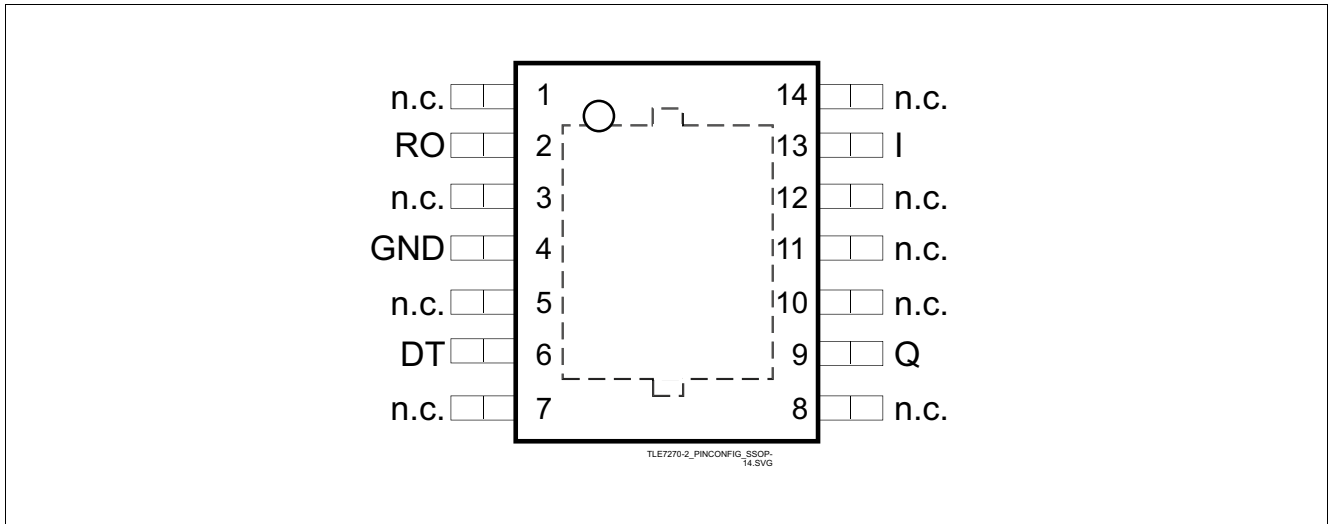 n.c. 1 14 n.c.
RO 2 13 I
n.c. 3 12 n.c.
GND 4 11 n.c.
n.c. 5 10 n.c.
DT 6 9 Q
n.c. 7 8 n.c.
TLE7270-2_PINCONFIG_SSOP-
14.SVG